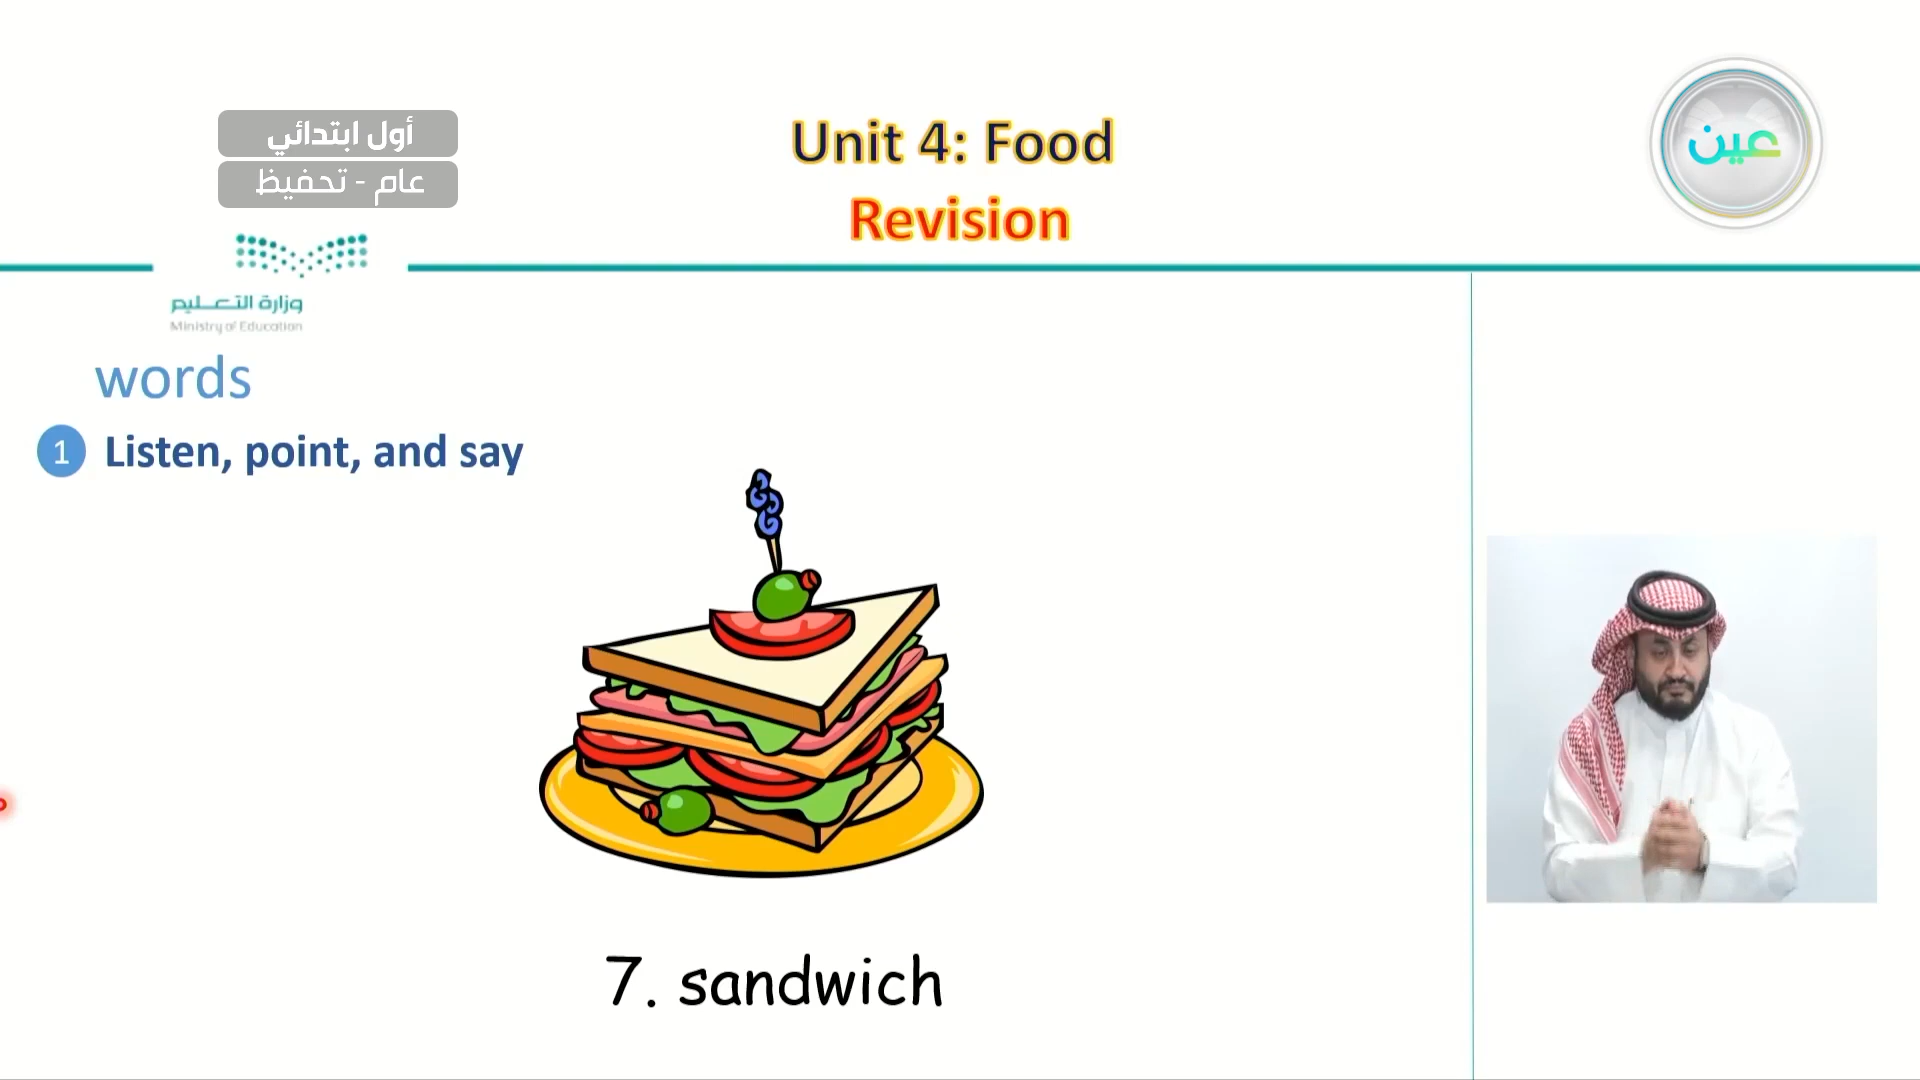 أول ابتدائي
عام - تحفيظ
Unit 4: Food
Revision
عين
وزارة التعليم
Ministry of Education
words
1 Listen, point, and say
7. sandwich